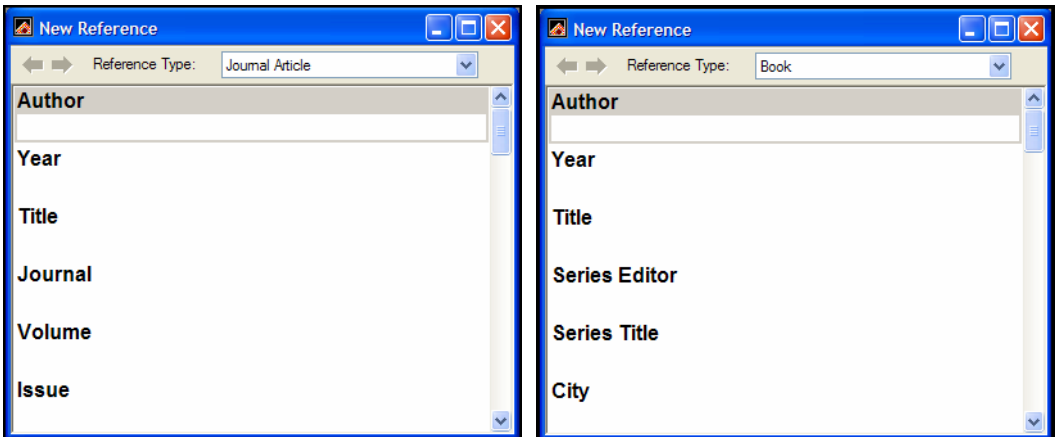 New Reference
Reference Type: Journal Article
Author
Year
Title
Journal
Volume
Issue
New Reference
Reference Type: Book
Author
Year
Title
Series Editor
Series Title
City